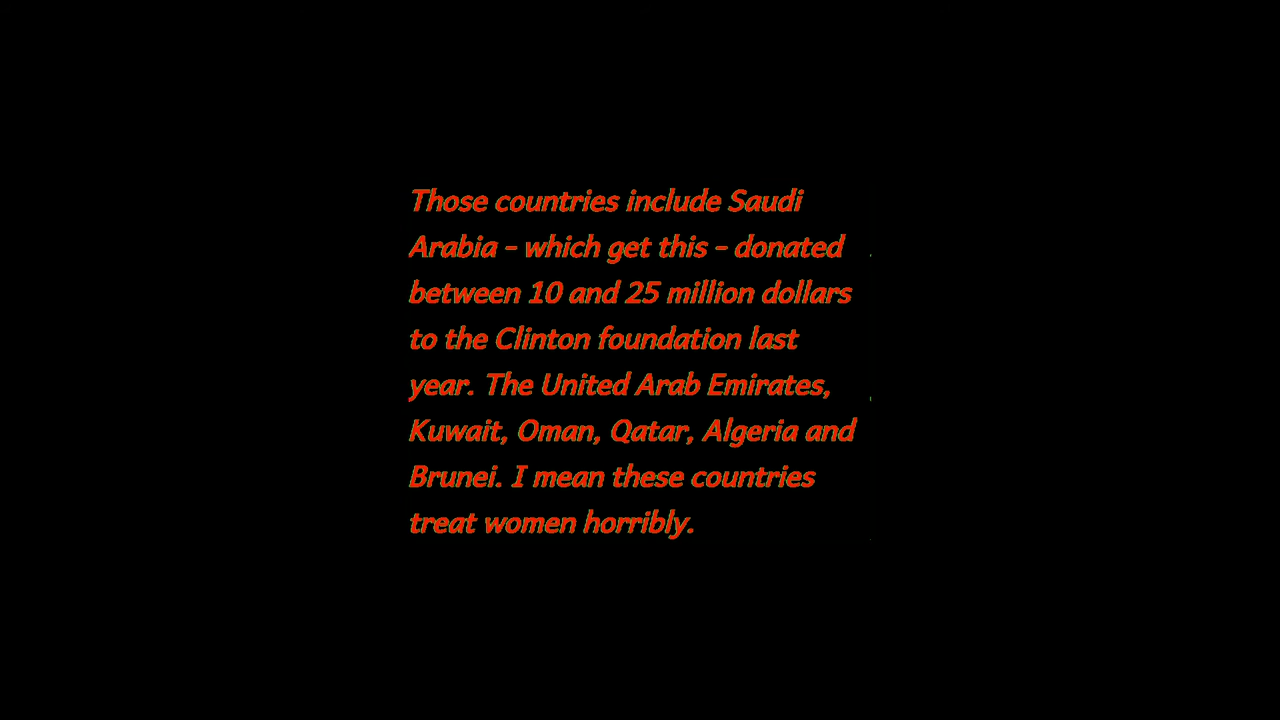 Those countries include Saudi
Arabia – which get this – donated
between 10 and 25 million dollars
to the Clinton foundation last
year. The United Arab Emirates,
Kuwait, Oman, Qatar, Algeria and
Brunei. I mean these countries
treat women horribly.